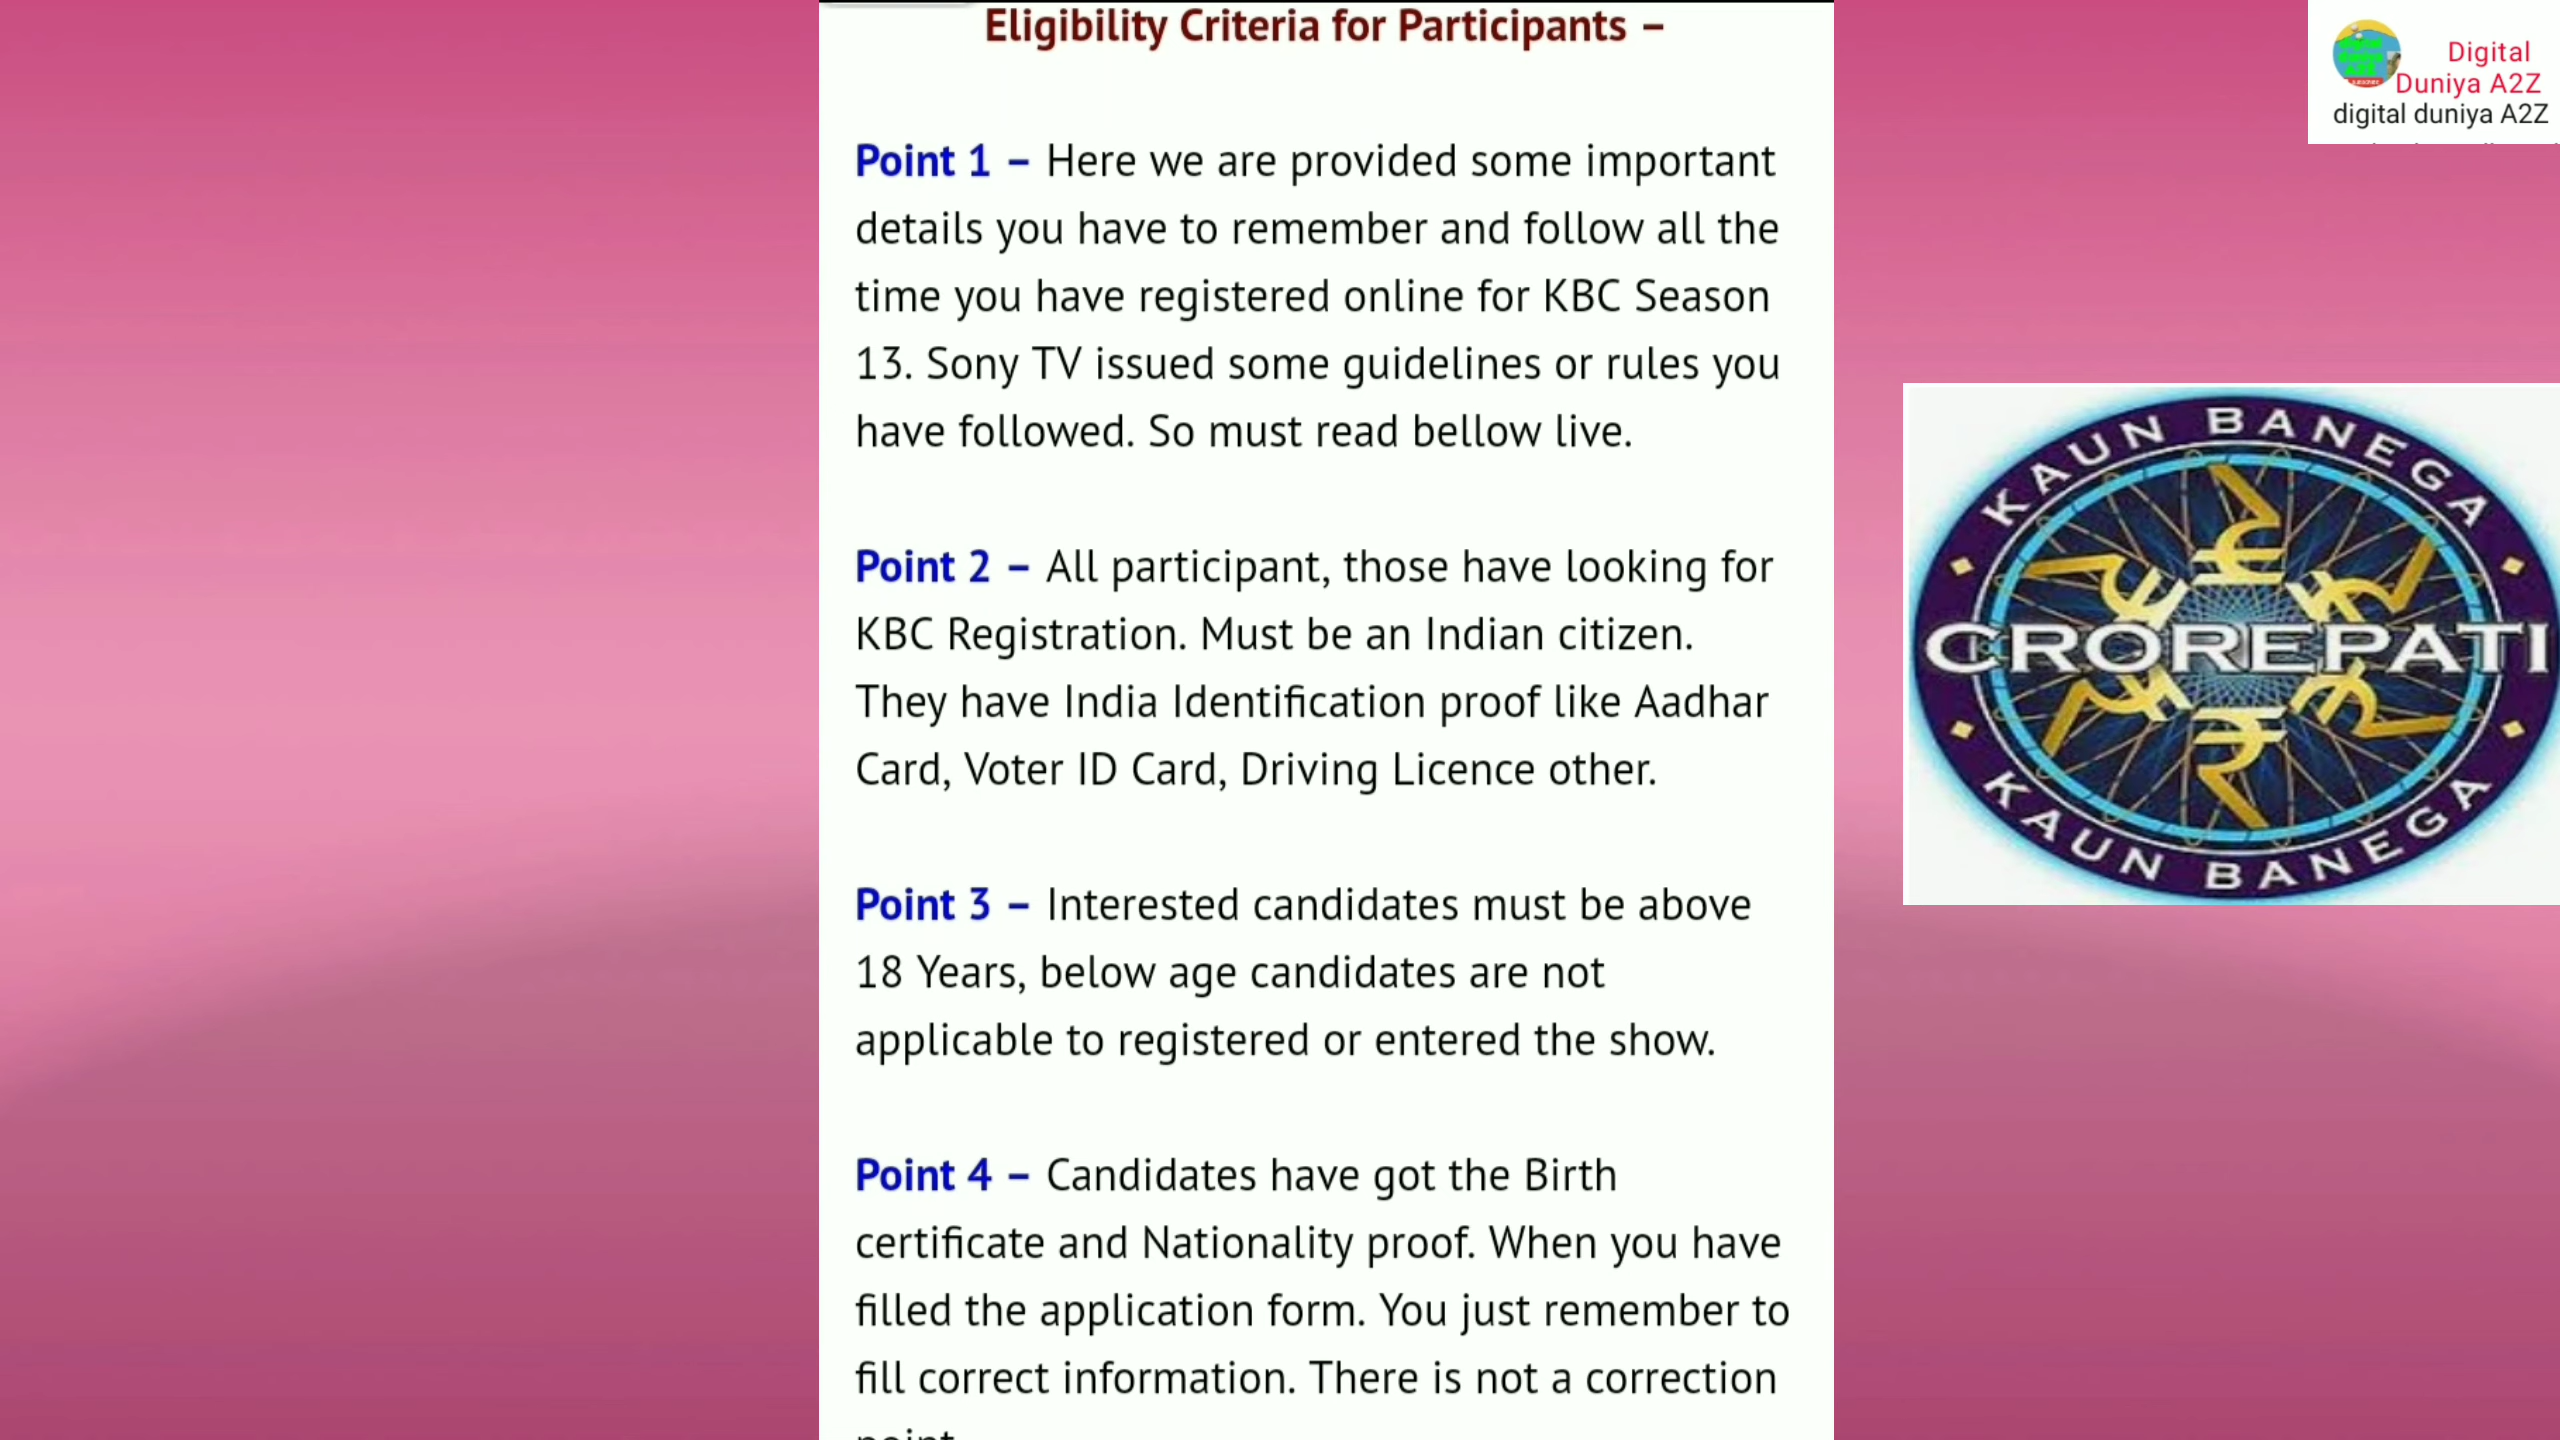 Eligibility Criteria for Participants –
Point 1 – Here we are provided some important
details you have to remember and follow all the
time you have registered online for KBC Season
13. Sony TV issued some guidelines or rules you
have followed. So must read bellow live.
Point 2 – All participant, those have looking for
KBC Registration. Must be an Indian citizen.
They have India Identification proof like Aadhar
Card, Voter ID Card, Driving Licence other.
Point 3 – Interested candidates must be above
18 Years, below age candidates are not
applicable to registered or entered the show.
Point 4 – Candidates have got the Birth
certificate and Nationality proof. When you have
filled the application form. You just remember to
fill correct information. There is not a correction
Digital
Duniya A2Z
digital duniya A2Z
KAUN BANEGA
CROREPATI
KAUN BANEGA